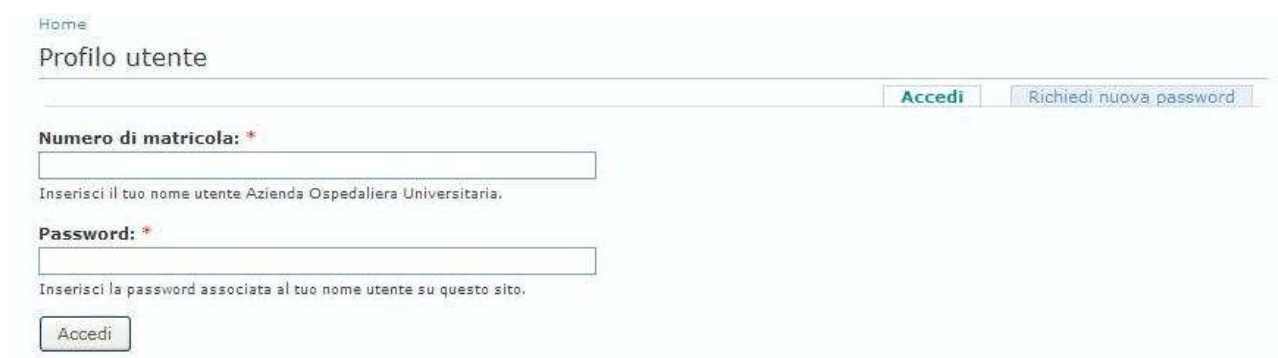 Home
Profilo utente
Accedi Richiedi nuova password
Numero di matricola: *
Inserisci il tuo nome utente Azienda Ospedaliera Universitaria.
Password: *
Inserisci la password associata al tuo nome utente su questo sito.
Accedi